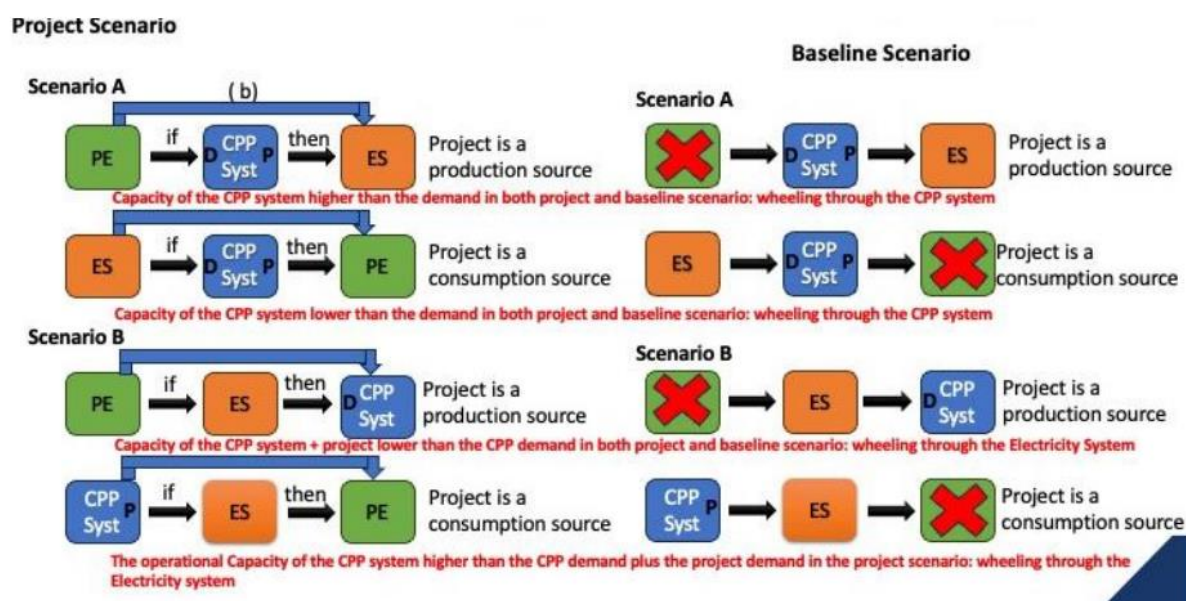 Project Scenario
Baseline Scenario
Scenario A
( b)
PE
if
D CPP P
Syst
then
ES
Project is a
production source
Scenario A
D CPP P
Syst
ES
Project is a
production source
Capacity of the CPP system higher than the demand in both project and baseline scenario: wheeling through the CPP system
ES
if
D CPP P
Syst
then
PE
Project is a
consumption source
ES
D CPP P
Syst
Project is a
consumption source
Capacity of the CPP system lower than the demand in both project and baseline scenario: wheeling through the CPP system
Scenario B
PE
if
ES
then
D CPP
Syst
Project is a
production source
Scenario B
ES
D CPP
Syst
Project is a
production source
Capacity of the CPP system + project lower than the CPP demand in both project and baseline scenario: wheeling through the Electricity System
CPP P
Syst
if
ES
then
PE
Project is a
consumption source
CPP P
Syst
ES
Project is a
consumption source
The operational Capacity of the CPP system higher than the CPP demand plus the project demand in the project scenario: wheeling through the
Electricity system